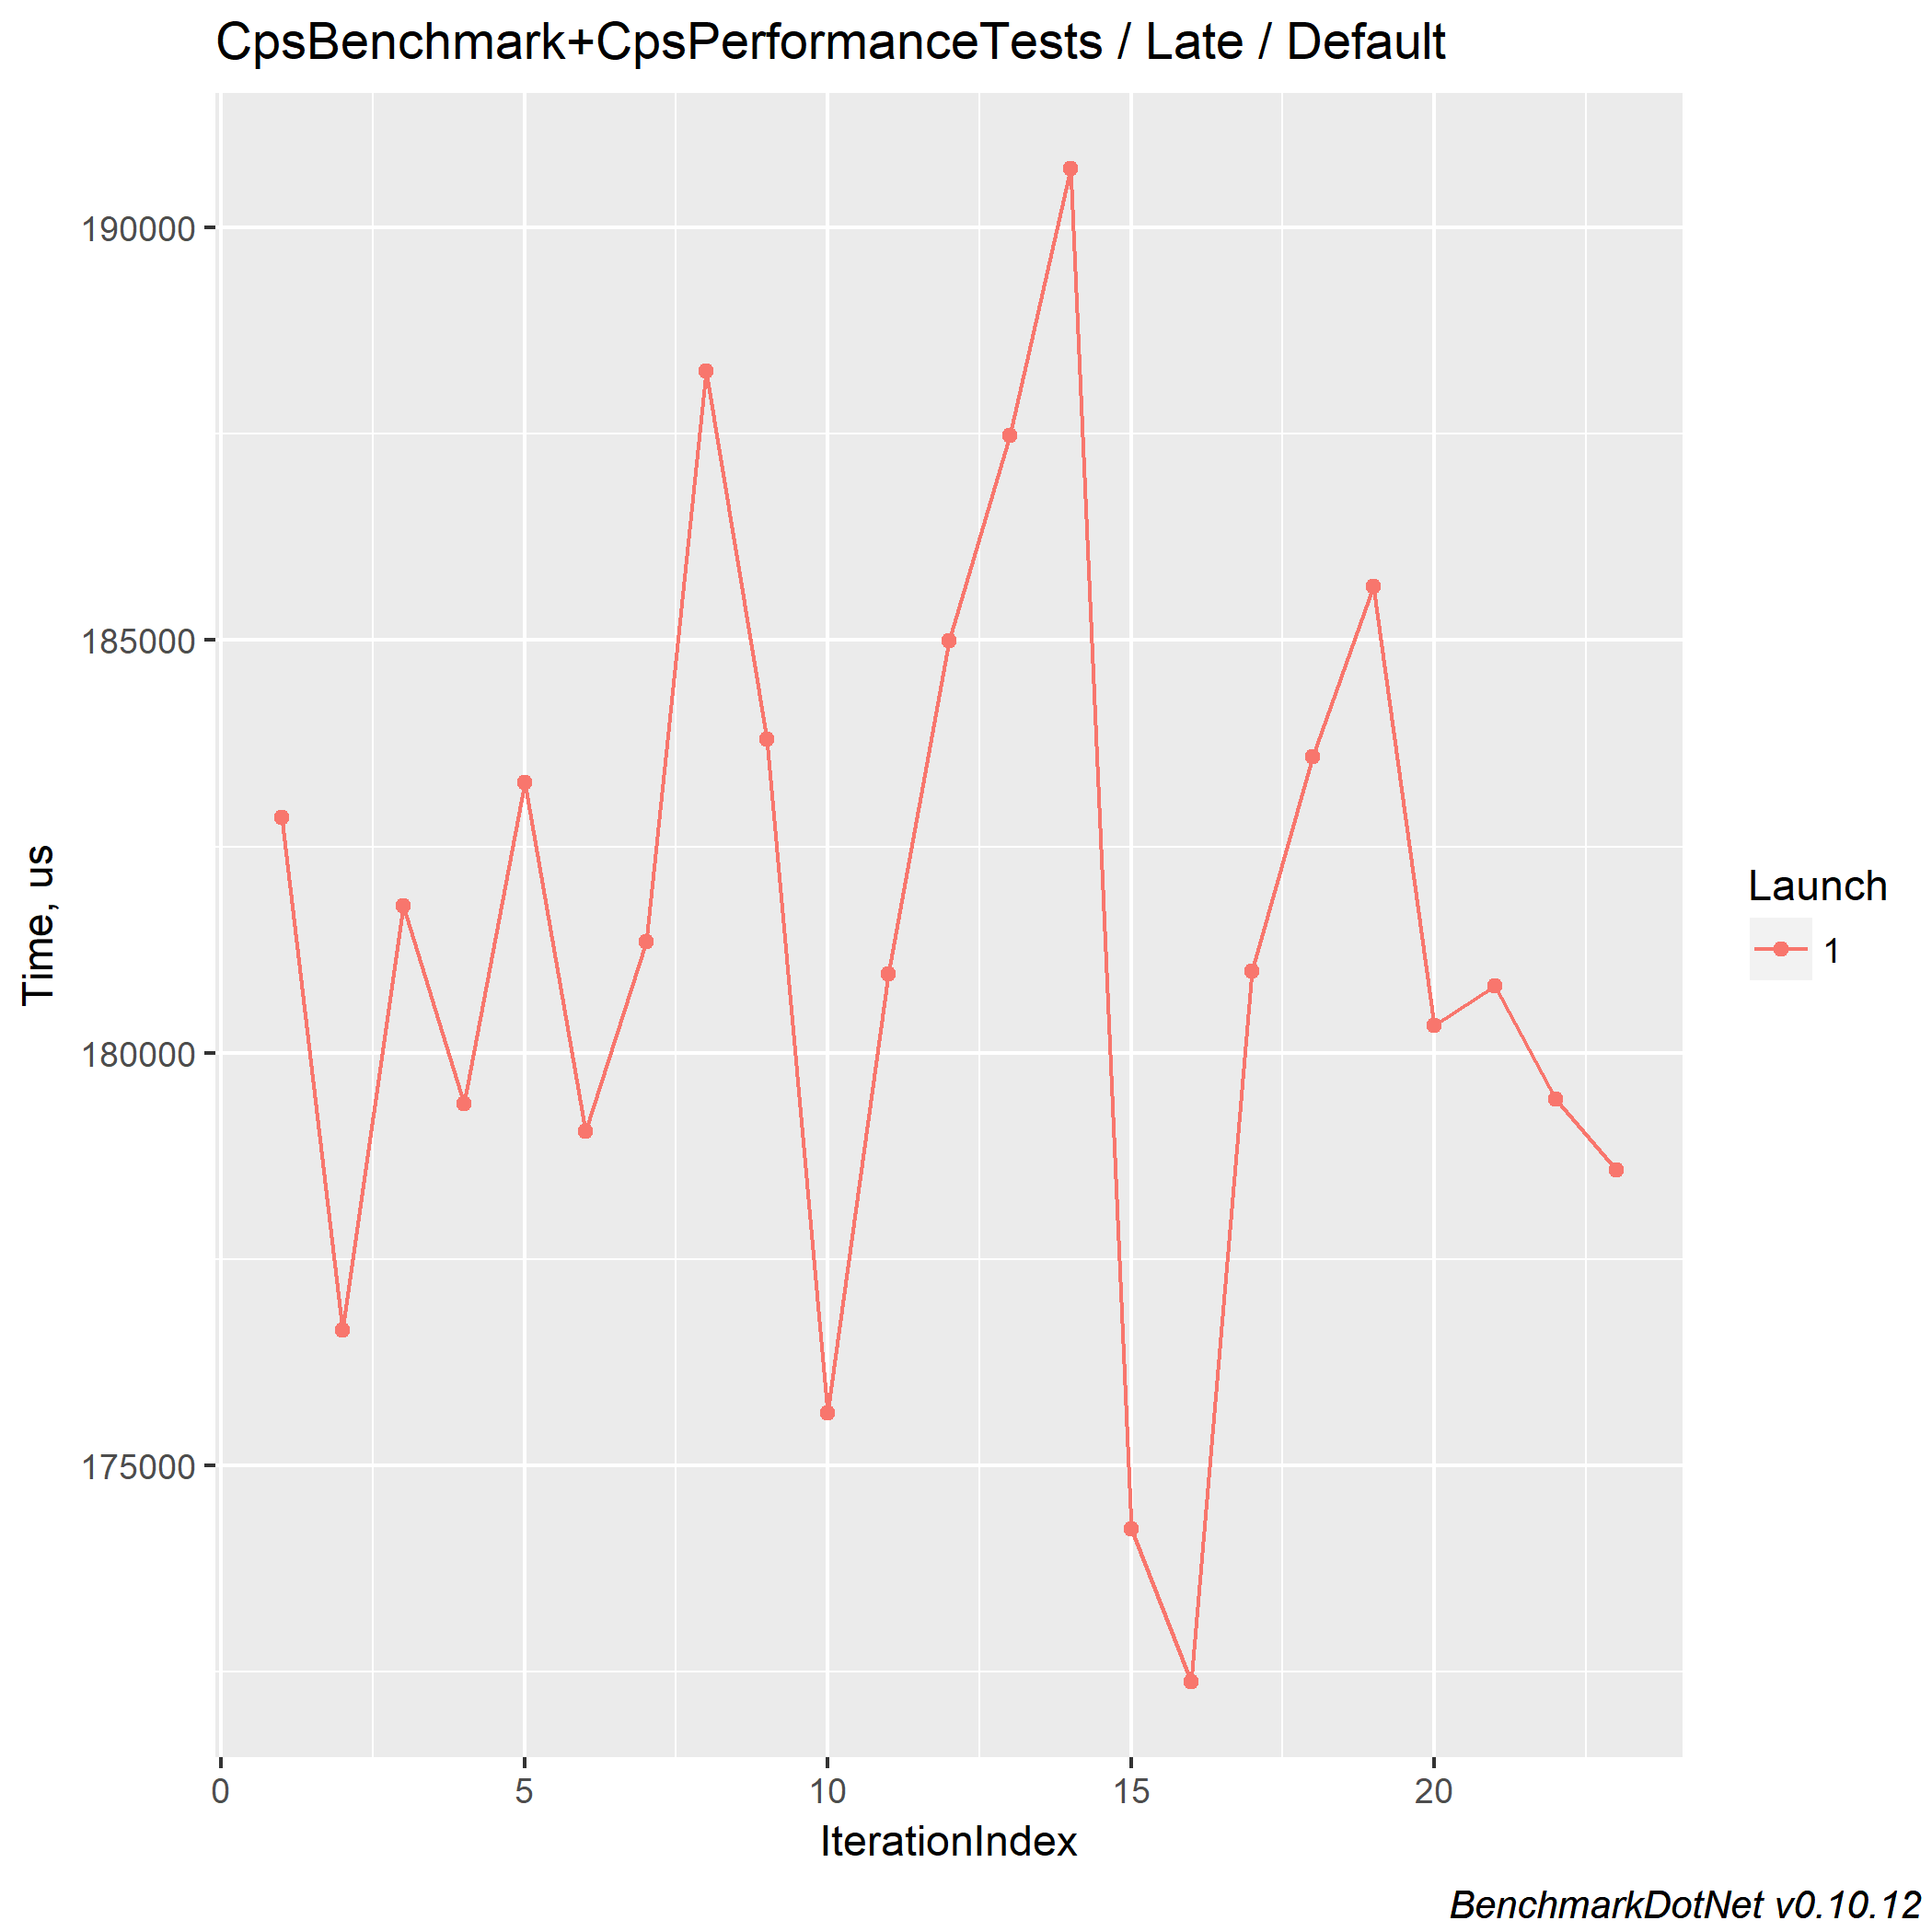 CpsBenchmark+CpsPerformanceTests / Late / Default
190000
185000
180000
175000
Time, us
0 5 10 15 20
IterationIndex
Launch
1
BenchmarkDotNet v0.10.12